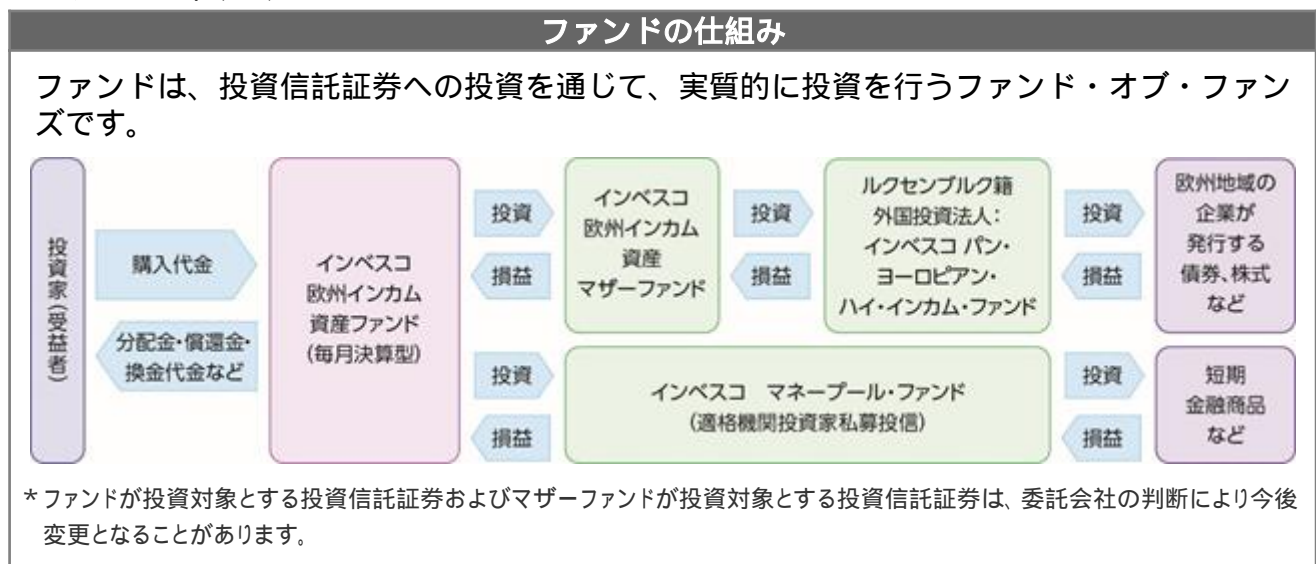 ファンドの仕組み
ファンドは、投資信託証券への投資を通じて、実質的に投資を行うファンド・オブ・ファン
ズです。
投資家(受益者)
購入代金
分配金・償還金・
換金代金など
インベスコ
欧州インカム
資産ファンド
(毎月決算型)
投資
損益
インベスコ
欧州インカム
資産
マザーファンド
投資
損益
ルクセンブルク籍
外国投資法人:
インベスコ パン・
ヨーロピアン・
ハイ・インカム・ファンド
投資
損益
欧州地域の
企業が
発行する
債券、株式
など
投資
損益
インベスコ マネープール・ファンド
(適格機関投資家私募投信)
投資
損益
短期
金融商品
など
*ファンドが投資対象とする投資信託証券およびマザーファンドが投資対象とする投資信託証券は、委託会社の判断により今後
変更となることがあります。